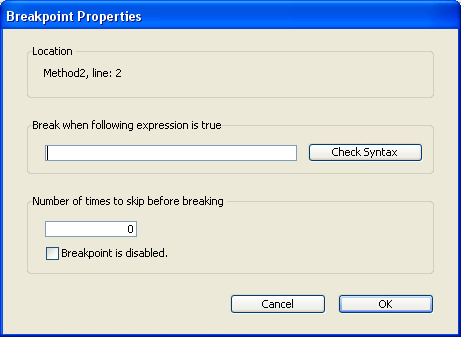 Breakpoint Properties
Location
Method2, line: 2
Break when following expression is true
Check Syntax
Number of times to skip before breaking
0
Breakpoint is disabled.
Cancel
OK